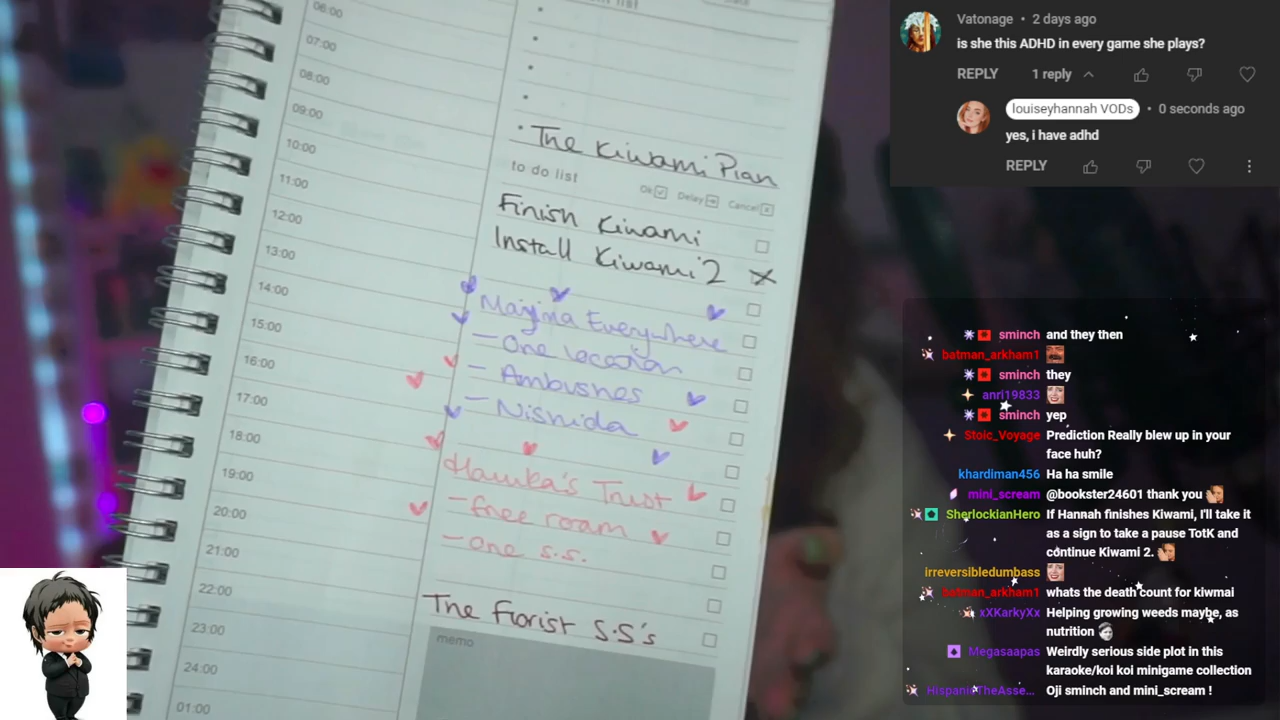 06:00
07:00
08:00
09:00
10:00
11:00
12:00
13:00
14:00
15:00
16:00
17:00
18:00
19:00
20:00
21:00
22:00
23:00
24:00
01:00
list
• The Kiwami Plan
to do list
Ok Delay Cancel
Finish Kiwami
Install Kiwami 2
Majima Everywhere
- One location
- Ambushes
- Nishida
Haruka's Trust
- free roam
- One s.s.
The Florist S.S's
memo
Vatonage • 2 days ago
is she this ADHD in every game she plays?
REPLY 1 reply
louiseyhannah VODs • 0 seconds ago
yes, i have adhd
REPLY
sminch and they then
batman_arkham1
sminch they
anri19833
sminch yep
Stoic_Voyage Prediction Really blew up in your
face huh?
khardiman456 Ha ha smile
mini_scream @bookster24601 thank you
SherlockianHero If Hannah finishes Kiwami, I'll take it
as a sign to take a pause TotK and
continue Kiwami 2.
irreversibledumbass
batman_arkham1 whats the death count for kiwmai
xXKarkyXx Helping growing weeds maybe, as
nutrition
Megasaapas Weirdly serious side plot in this
karaoke/koi koi minigame collection
HispanicTheAsse... Oji sminch and mini_scream !